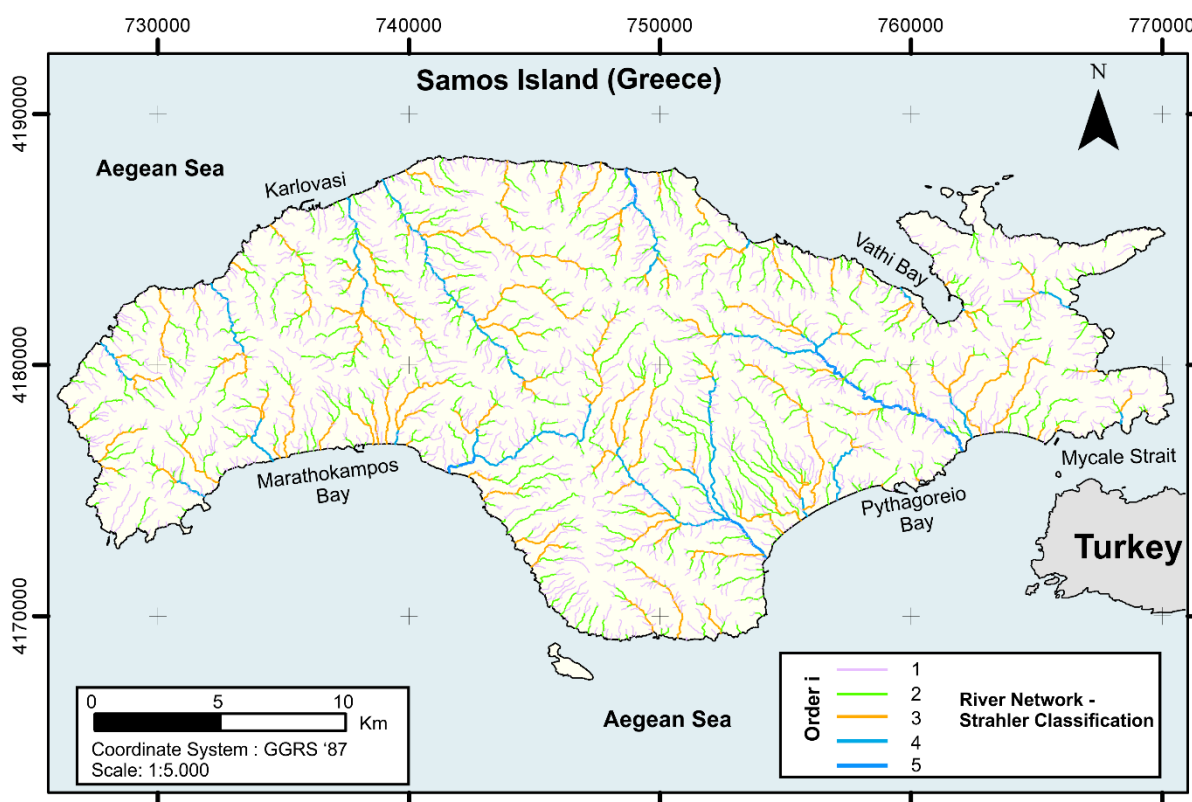 730000
740000
750000
760000
770000
Samos Island (Greece)
N
4190000
Aegean Sea
Karlovasi
Vathi Bay
4180000
Marathokampos
Bay
Mycale Strait
Pythagoreio
Bay
Turkey
4170000
Aegean Sea
0
5
10
Km
Coordinate System : GGRS '87
Scale: 1:5.000
Order i
1
2
3
4
5
River Network -
Strahler Classification